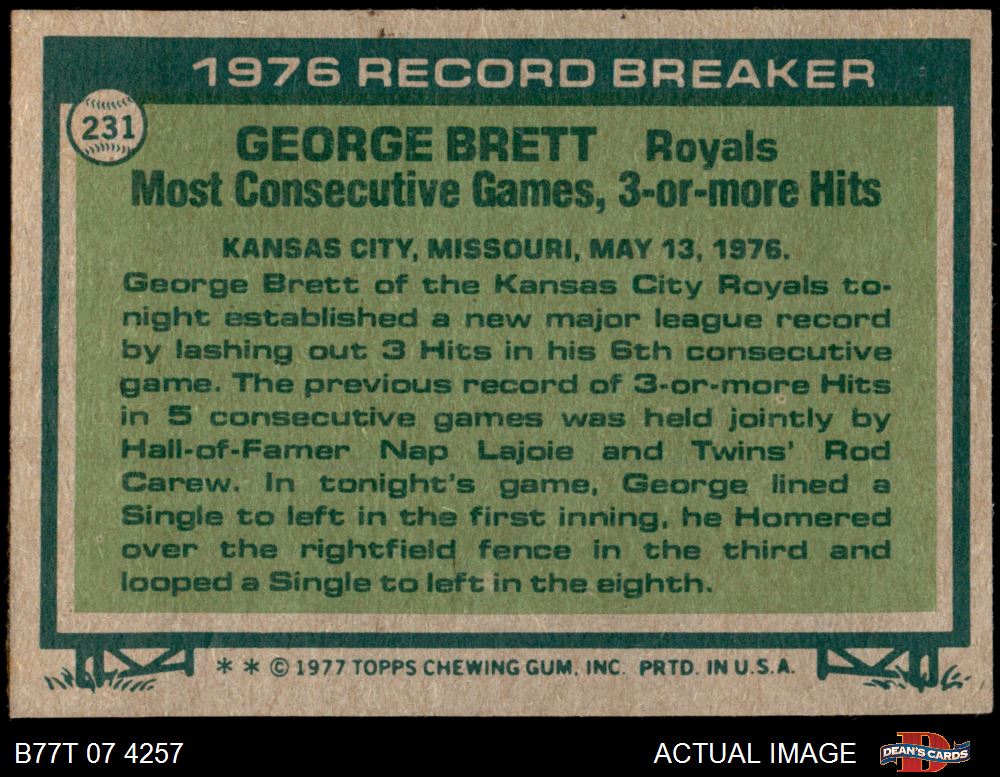 1976 RECORD BREAKER
231
GEORGE BRETT Royals
Most Consecutive Games, 3-or-more Hits
KANSAS CITY, MISSOURI, MAY 13, 1976.
George Brett of the Kansas City Royals to-
night established a new major league record
by lashing out 3 Hits in his 6th consecutive
game. The previous record of 3-or-more Hits
in 5 consecutive games was held jointly by
Hall-of-Famer Nap Lajoie and Twins' Rod
Carew. In tonight's game, George lined a
Single to left in the first inning, he Homered
over the rightfield fence in the third and
looped a Single to left in the eighth.
* * © 1977 TOPPS CHEWING GUM, INC. PRTD. IN U.S.A.
B77T 07 4257
ACTUAL IMAGE
D
DEAN'S CARDS